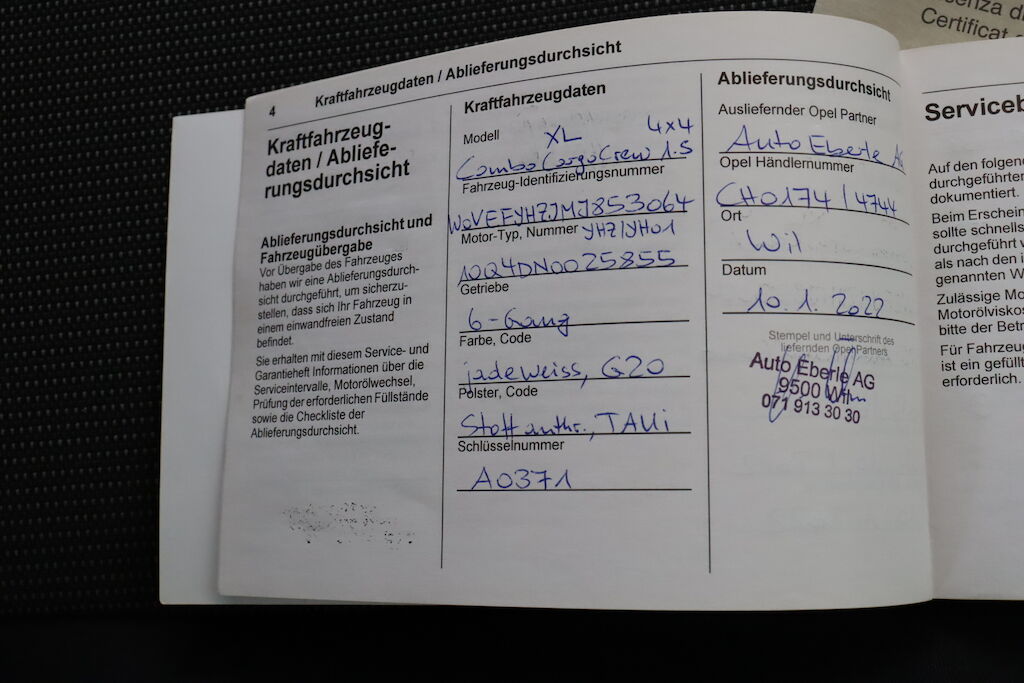 enza d
Certificat
4 Kraftfahrzeugdaten / Ablieferungsdurchsicht
Kraftfahrzeug-
daten / Abliefe-
rungsdurchsicht
Ablieferungsdurchsicht und
Fahrzeugübergabe
Vor Übergabe des Fahrzeuges
haben wir eine Ablieferungsdurch-
sicht durchgeführt, um sicherzu-
stellen, dass sich Ihr Fahrzeug in
einem einwandfreien Zustand
befindet.
Sie erhalten mit diesem Service- und
Garantieheft Informationen über die
Serviceintervalle, Motorölwechsel,
Prüfung der erforderlichen Füllstände
sowie die Checkliste der
Ablieferungsdurchsicht.
Kraftfahrzeugdaten
Modell XL 4x4
Combo Cargo Crew 1.5
Fahrzeug-Identifizierungsnummer
W0VEFYHZJMJ853064
Motor-Typ, Nummer YHZ/YH01
10Q4DN0025855
Getriebe
6-Gang
Farbe, Code
jadeweiss, G20
Polster, Code
Stoff anthr., TAUi
Schlüsselnummer
A0371
Ablieferungsdurchsicht
Ausliefernder Opel Partner
Auto Eberle AG
Opel Händlernummer
CH0174/4744
Ort
Wil
Datum
10.1.2022
Stempel und Unterschrift des
liefernden Opel Partners
Auto Eberle AG
9500 Wil
071 913 30 30
Serviceb
Auf den folgene
durchgeführten
dokumentiert.
Beim Erschein
sollte schnells
durchgeführt w
als nach den i
genannten W
Zulässige Mo
Motorölviskos
bitte der Betr
Für Fahrzeug
ist ein gefüllt
erforderlich.